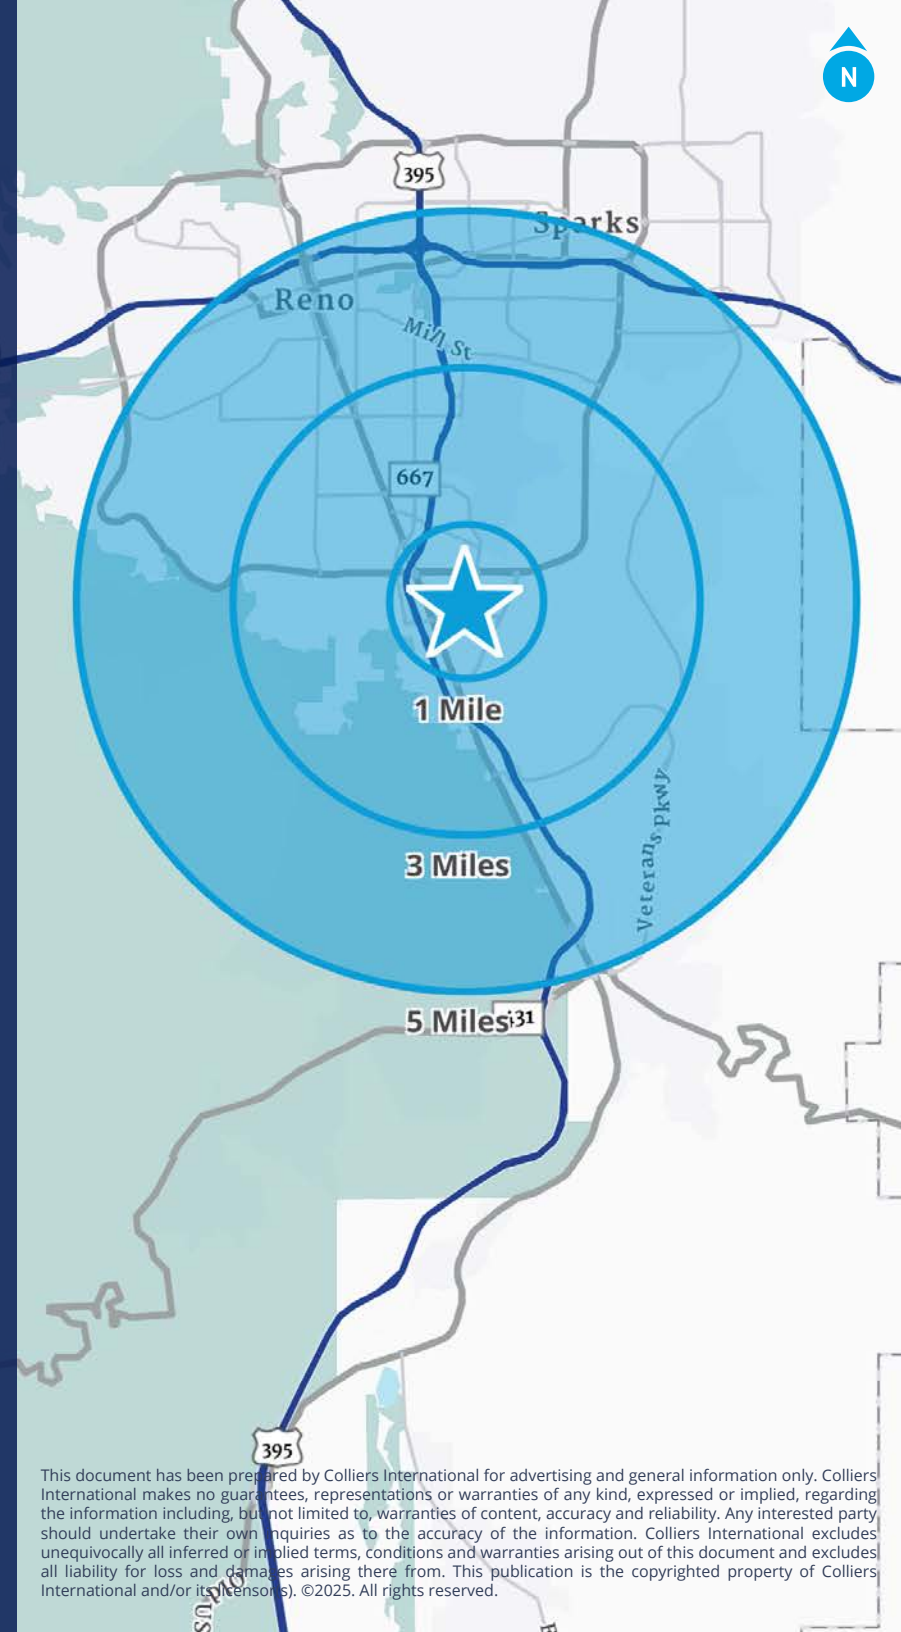 N
395
Sparks
Reno
Mill St
667
1 Mile
Veterans Pkwy
3 Miles
5 Miles
431
395
This document has been prepared by Colliers International for advertising and general information only. Colliers
International makes no guarantees, representations or warranties of any kind, expressed or implied, regarding
the information including, but not limited to, warranties of content, accuracy and reliability. Any interested party
should undertake their own inquiries as to the accuracy of the information. Colliers International excludes
unequivocally all inferred or implied terms, conditions and warranties arising out of this document and excludes
all liability for loss and damages arising there from. This publication is the copyrighted property of Colliers
International and/or its licensor(s). ©2025. All rights reserved.
Old US